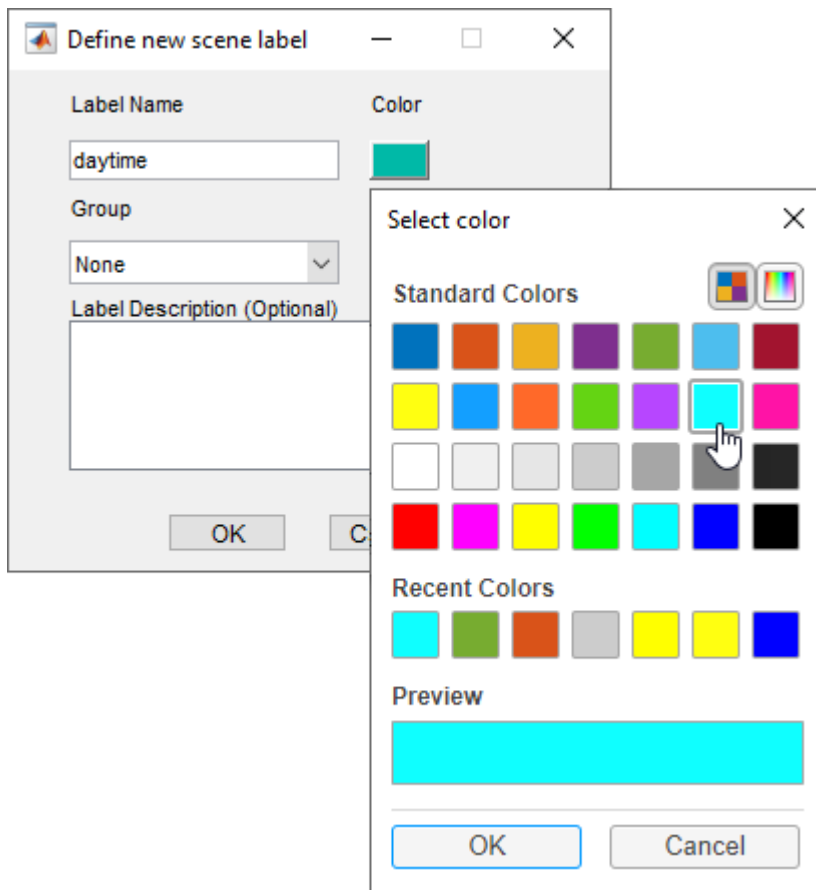 Define new scene label
Label Name
Color
daytime
Group
None
Label Description (Optional)
OK
Select color
Standard Colors
Recent Colors
Preview
OK
Cancel